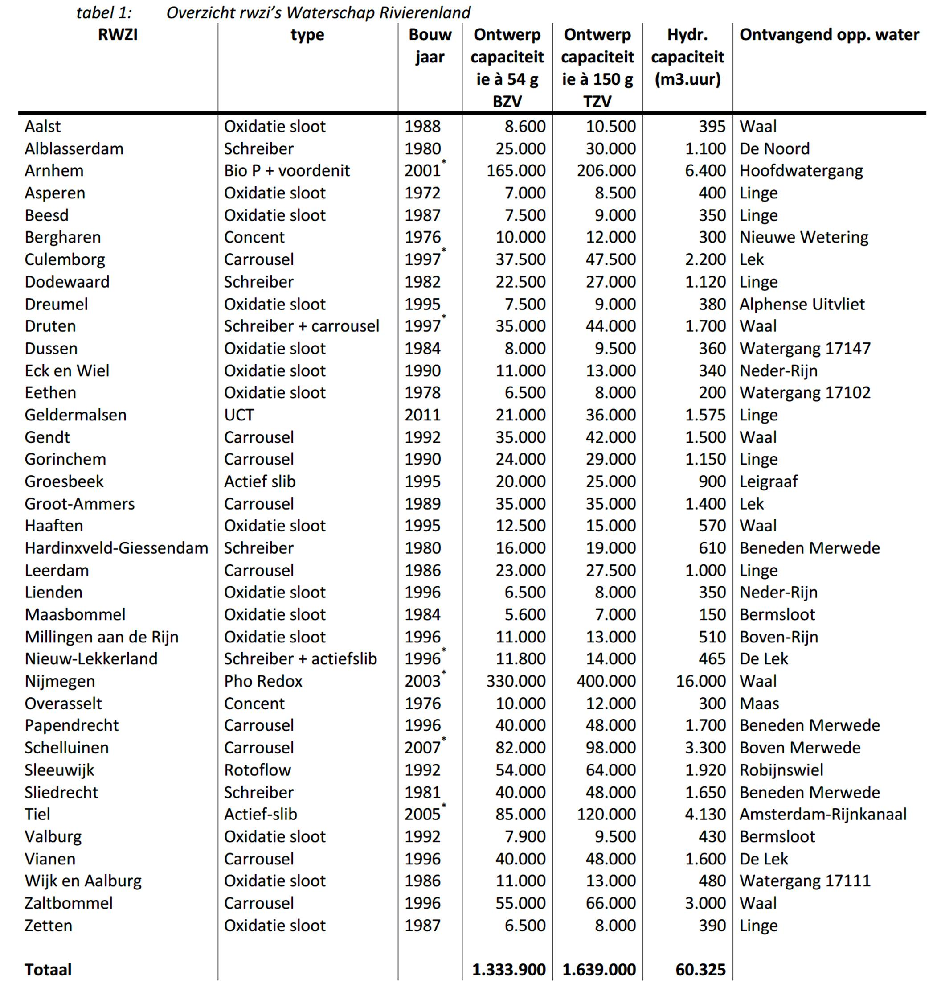 tabel 1: Overzicht rwzi's Waterschap Rivierenland
RWZI type Bouw jaar Ontwerp capaciteit ie à 54 g BZV Ontwerp capaciteit ie à 150 g TZV Hydr. capaciteit (m3.uur) Ontvangend opp. water
Aalst Oxidatie sloot 1988 8.600 10.500 395 Waal
Alblasserdam Schreiber 1980 25.000 30.000 1.100 De Noord
Arnhem Bio P + voordenit 2001* 165.000 206.000 6.400 Hoofdwatergang
Asperen Oxidatie sloot 1972 7.000 8.500 400 Linge
Beesd Oxidatie sloot 1987 7.500 9.000 350 Linge
Bergharen Concent 1976 10.000 12.000 300 Nieuwe Wetering
Culemborg Carrousel 1997* 37.500 47.500 2.200 Lek
Dodewaard Schreiber 1982 22.500 27.000 1.120 Linge
Dreumel Oxidatie sloot 1995 7.500 9.000 380 Alphense Uitvliet
Druten Schreiber + carrousel 1997* 35.000 44.000 1.700 Waal
Dussen Oxidatie sloot 1984 8.000 9.500 360 Watergang 17147
Eck en Wiel Oxidatie sloot 1990 11.000 13.000 340 Neder-Rijn
Eethen Oxidatie sloot 1978 6.500 8.000 200 Watergang 17102
Geldermalsen UCT 2011 21.000 36.000 1.575 Linge
Gendt Carrousel 1992 35.000 42.000 1.500 Waal
Gorinchem Carrousel 1990 24.000 29.000 1.150 Linge
Groesbeek Actief slib 1995 20.000 25.000 900 Leigraaf
Groot-Ammers Carrousel 1989 35.000 35.000 1.400 Lek
Haaften Oxidatie sloot 1995 12.500 15.000 570 Waal
Hardinxveld-Giessendam Schreiber 1980 16.000 19.000 610 Beneden Merwede
Leerdam Carrousel 1986 23.000 27.500 1.000 Linge
Lienden Oxidatie sloot 1996 6.500 8.000 350 Neder-Rijn
Maasbommel Oxidatie sloot 1984 5.600 7.000 150 Bermsloot
Millingen aan de Rijn Oxidatie sloot 1996 11.000 13.000 510 Boven-Rijn
Nieuw-Lekkerland Schreiber + actiefslib 1996* 11.800 14.000 465 De Lek
Nijmegen Pho Redox 2003* 330.000 400.000 16.000 Waal
Overasselt Concent 1976 10.000 12.000 300 Maas
Papendrecht Carrousel 1996 40.000 48.000 1.700 Beneden Merwede
Schelluinen Carrousel 2007* 82.000 98.000 3.300 Boven Merwede
Sleeuwijk Rotoflow 1992 54.000 64.000 1.920 Robijnswiel
Sliedrecht Schreiber 1981 40.000 48.000 1.650 Beneden Merwede
Tiel Actief-slib 2005* 85.000 120.000 4.130 Amsterdam-Rijnkanaal
Valburg Oxidatie sloot 1992 7.900 9.500 430 Bermsloot
Vianen Carrousel 1996 40.000 48.000 1.600 De Lek
Wijk en Aalburg Oxidatie sloot 1986 11.000 13.000 480 Watergang 17111
Zaltbommel Carrousel 1996 55.000 66.000 3.000 Waal
Zetten Oxidatie sloot 1987 6.500 8.000 390 Linge
Totaal 1.333.900 1.639.000 60.325